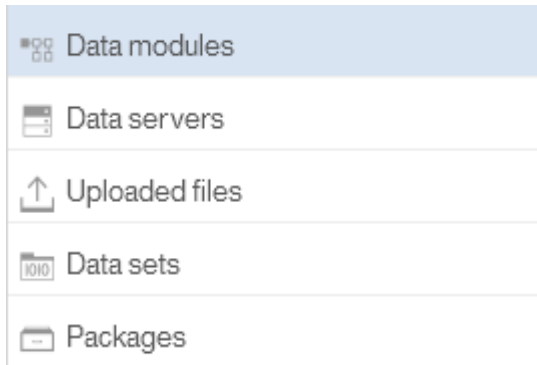 Data modules
Data servers
Uploaded files
Data sets
Packages